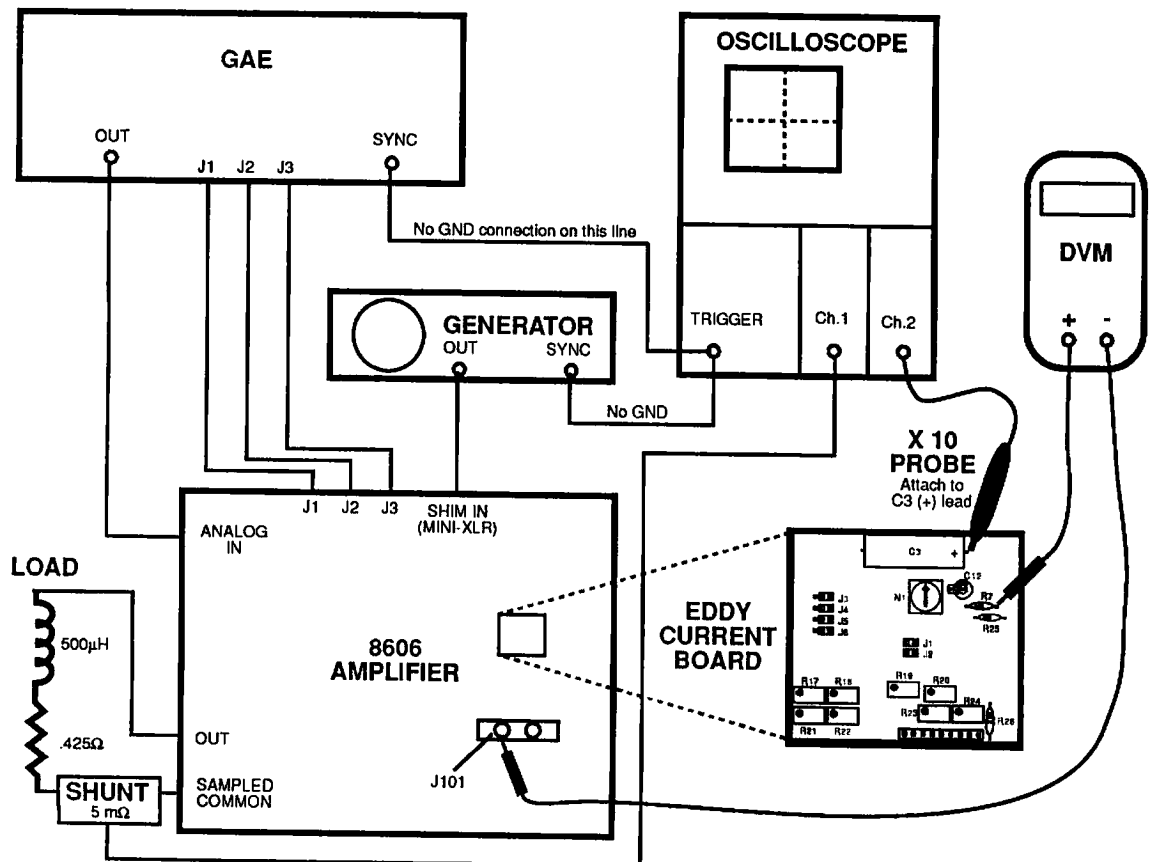 GAE
OUT
J1
J2
J3
SYNC
OSCILLOSCOPE
No GND connection on this line
DVM
+ -
GENERATOR
OUT
SYNC
TRIGGER
Ch.1
Ch.2
No GND
X 10
PROBE
Attach to
C3 (+) lead
J1
J2
J3
SHIM IN
(MINI-XLR)
ANALOG
IN
LOAD
500µH
.425Ω
SHUNT
5 mΩ
8606
AMPLIFIER
OUT
SAMPLED
COMMON
J101
EDDY
CURRENT
BOARD
C3
+
C12
N1
R7
R25
J3
J4
J5
J6
J1
J2
R17
R18
R19
R20
R21
R22
R23
R24
R26